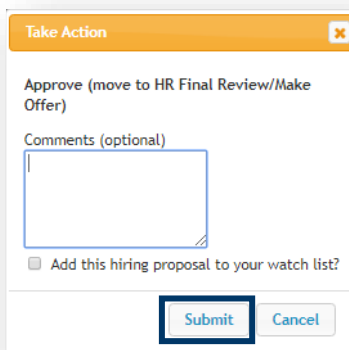 Take Action
Approve (move to HR Final Review/Make
Offer)
Comments (optional)
Add this hiring proposal to your watch list?
Submit Cancel